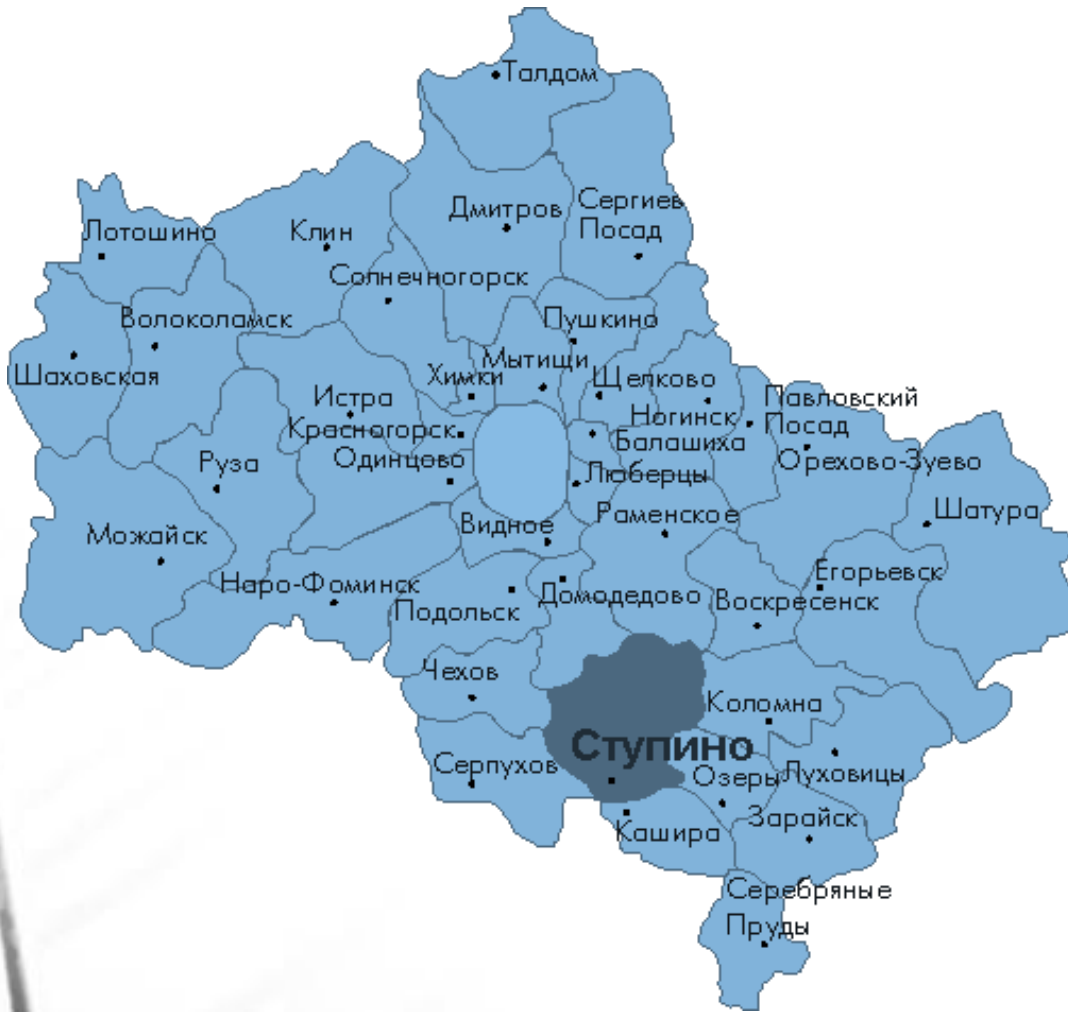 Талдом
Сергиев
Посад
Дмитров
Лотошино
Клин
Солнечногорск
Волоколамск
Пушкино
Мытищи
Шаховская
Химки
Щелково
Истра
Павловский
Посад
Ногинск
Красногорск
Балашиха
Руза
Одинцово
Орехово-Зуево
Люберцы
Шатура
Раменское
Видное
Можайск
Егорьевск
Наро-Фоминск
Домодедово
Воскресенск
Подольск
Чехов
Коломна
Ступино
Серпухов
Озеры
Луховицы
Зарайск
Кашира
Серебряные
Пруды